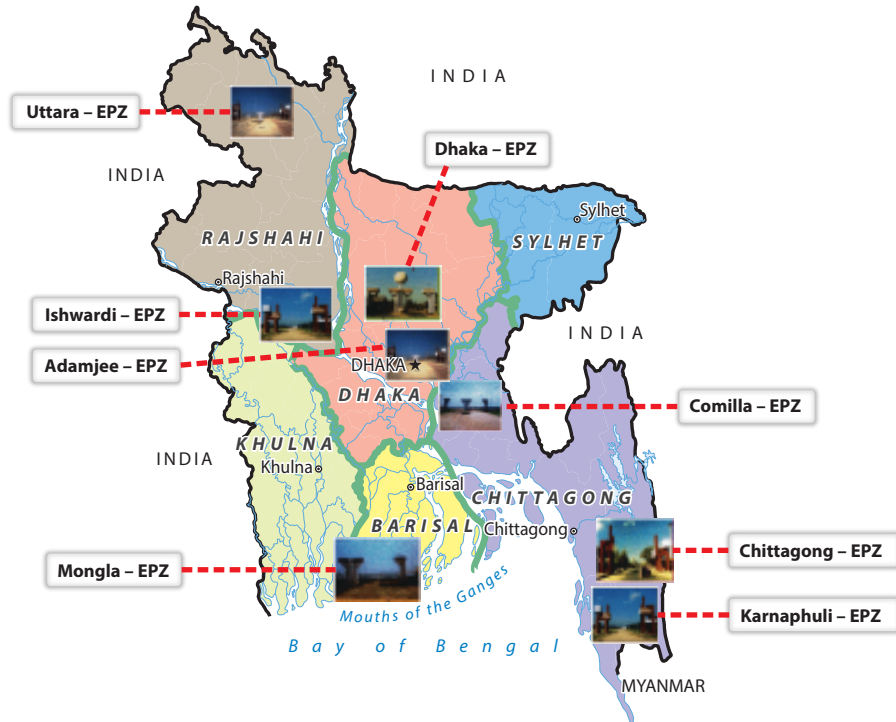 INDIA
Uttara – EPZ
Dhaka – EPZ
INDIA
Sylhet
RAJSHAHI
SYLHET
Rajshahi
Ishwardi – EPZ
INDIA
Adamjee – EPZ
DHAKA
DHAKA
Comilla – EPZ
KHULNA
INDIA
Khulna
Barisal
CHITTAGONG
BARISAL
Chittagong
Chittagong – EPZ
Mongla – EPZ
Mouths of the Ganges
Karnaphuli – EPZ
Bay of Bengal
MYANMAR